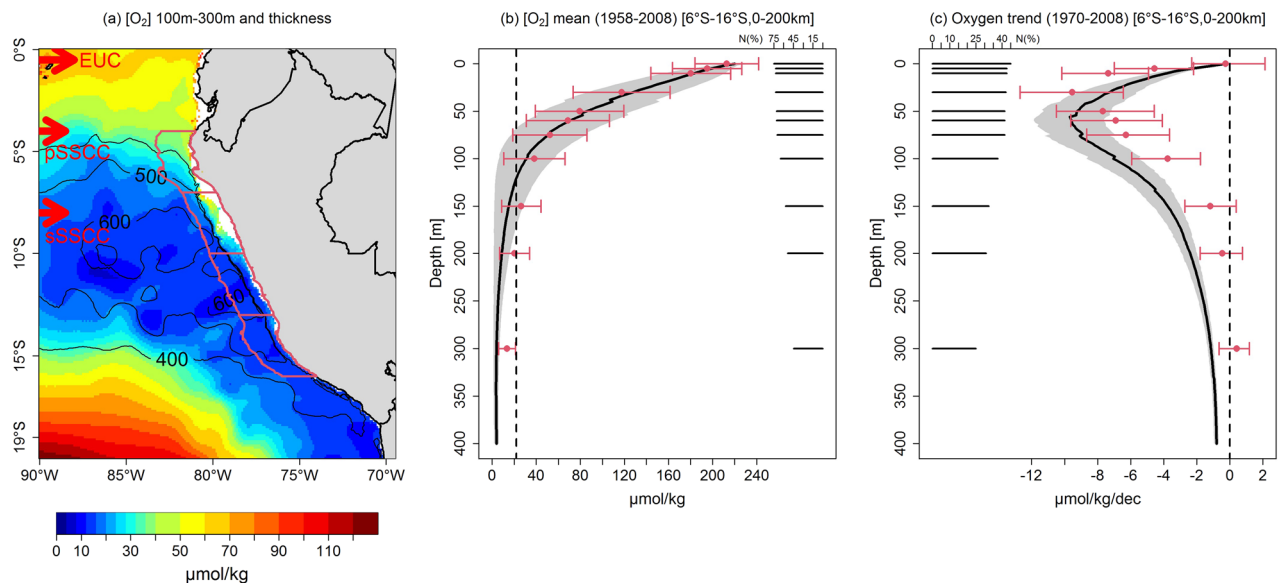 (a) [O₂] 100m-300m and thickness
0°S
5°S
10°S
15°S
19°S
90°W
85°W
80°W
75°W
70°W
EUC
pSSCC
sSSCC
500
600
600
400
0
10
30
50
70
90
110
µmol/kg
(b) [O₂] mean (1958-2008) [6°S-16°S,0-200km]
N(%)
75
45
15
Depth [m]
0
50
100
150
200
250
300
350
400
0
40
80
120
160
200
240
µmol/kg
(c) Oxygen trend (1970-2008) [6°S-16°S,0-200km]
0
10
25
40
N(%)
Depth [m]
0
50
100
150
200
250
300
350
400
-12
-10
-8
-6
-4
-2
0
2
µmol/kg/dec